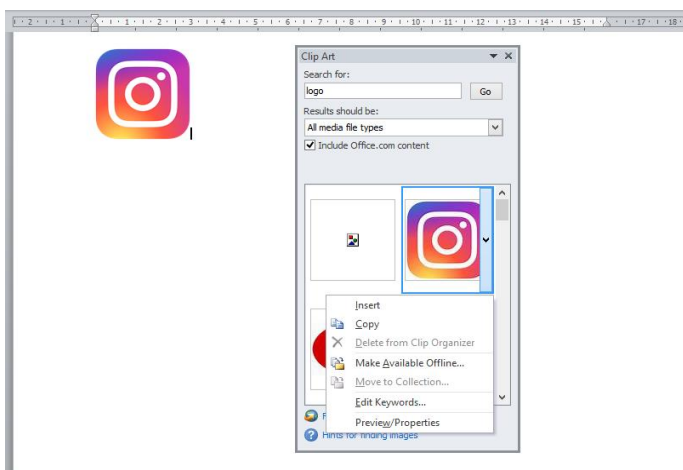 · 2 · ı · 1 · ı · ı · 1 · ı · 2 · ı · 3 · ı · 4 · ı · 5 · ı · 6 · ı · 7 · ı · 8 · ı · 9 · ı · 10 · ı · 11 · ı · 12 · ı · 13 · ı · 14 · ı · 15 · ı · ı · 17 · ı · 18 ·
Clip Art
Search for:
logo Go
Results should be:
All media file types
Include Office.com content
Insert
Copy
Delete from Clip Organizer
Make Available Offline...
Move to Collection...
Edit Keywords...
Preview/Properties
Hints for finding images